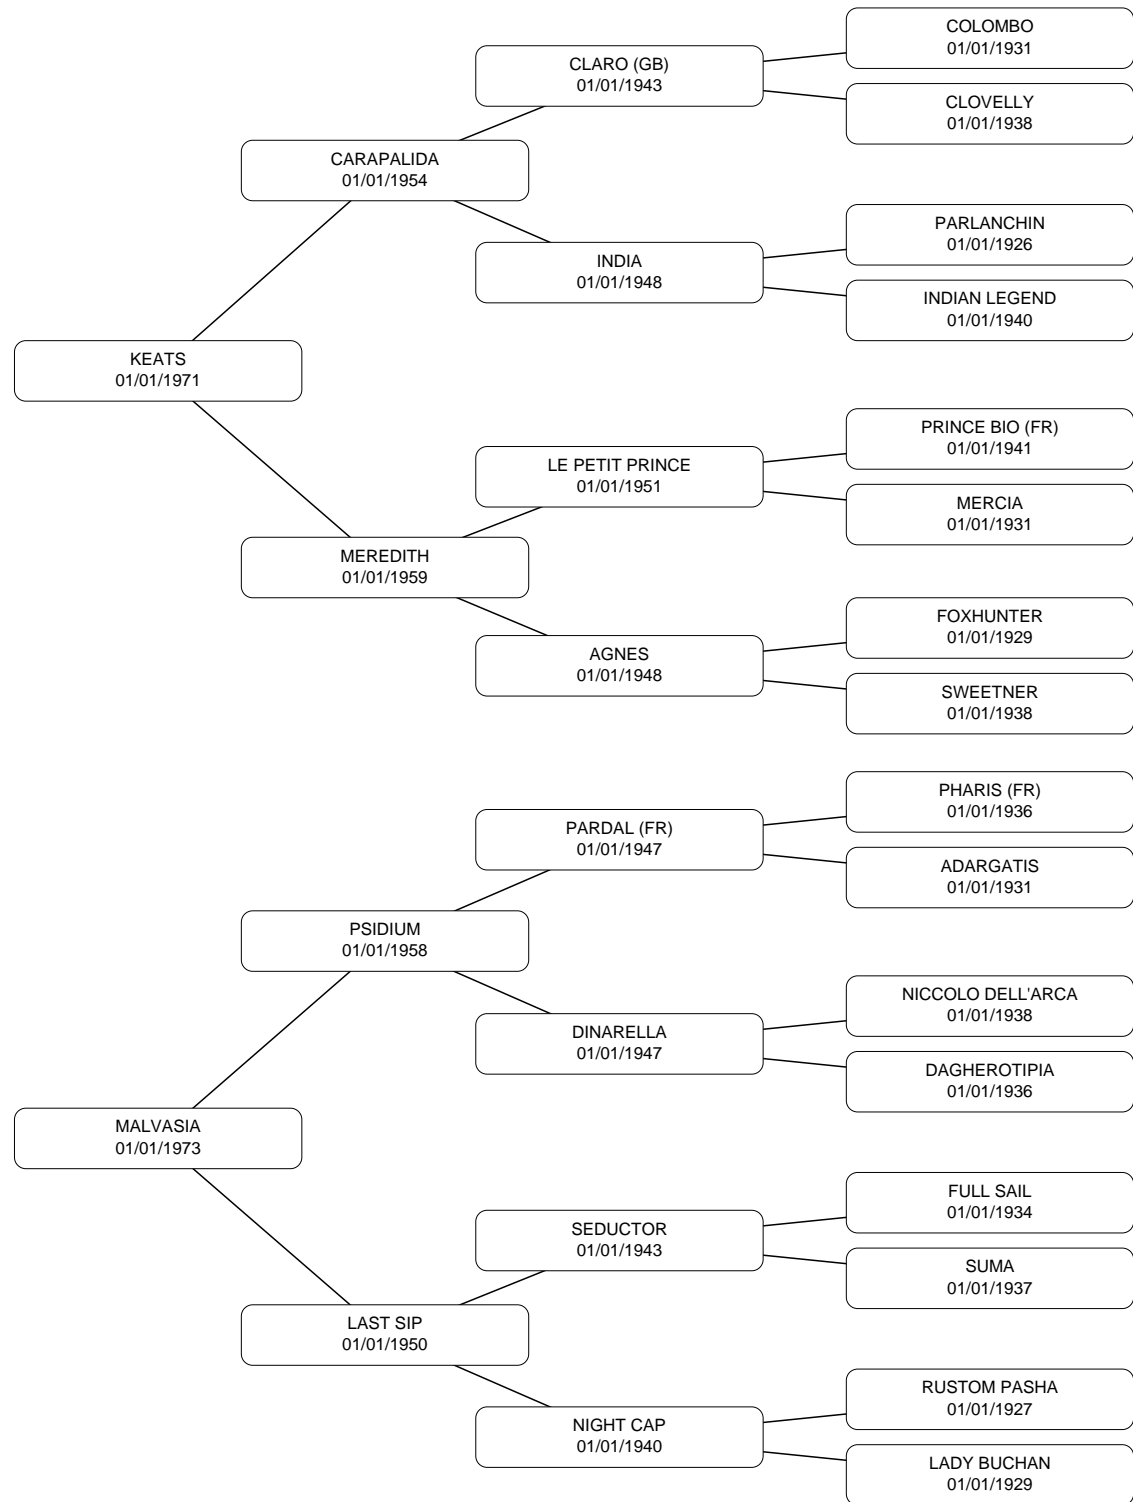 COLOMBO
01/01/1931
CLARO (GB)
01/01/1943
CLOVELLY
01/01/1938
CARAPALIDA
01/01/1954
PARLANCHIN
01/01/1926
INDIA
01/01/1948
INDIAN LEGEND
01/01/1940
KEATS
01/01/1971
PRINCE BIO (FR)
01/01/1941
LE PETIT PRINCE
01/01/1951
MERCIA
01/01/1931
MEREDITH
01/01/1959
FOXHUNTER
01/01/1929
AGNES
01/01/1948
SWEETNER
01/01/1938
PHARIS (FR)
01/01/1936
PARDAL (FR)
01/01/1947
ADARGATIS
01/01/1931
PSIDIUM
01/01/1958
NICCOLO DELL'ARCA
01/01/1938
DINARELLA
01/01/1947
DAGHEROTIPIA
01/01/1936
MALVASIA
01/01/1973
FULL SAIL
01/01/1934
SEDUCTOR
01/01/1943
SUMA
01/01/1937
LAST SIP
01/01/1950
RUSTOM PASHA
01/01/1927
NIGHT CAP
01/01/1940
LADY BUCHAN
01/01/1929